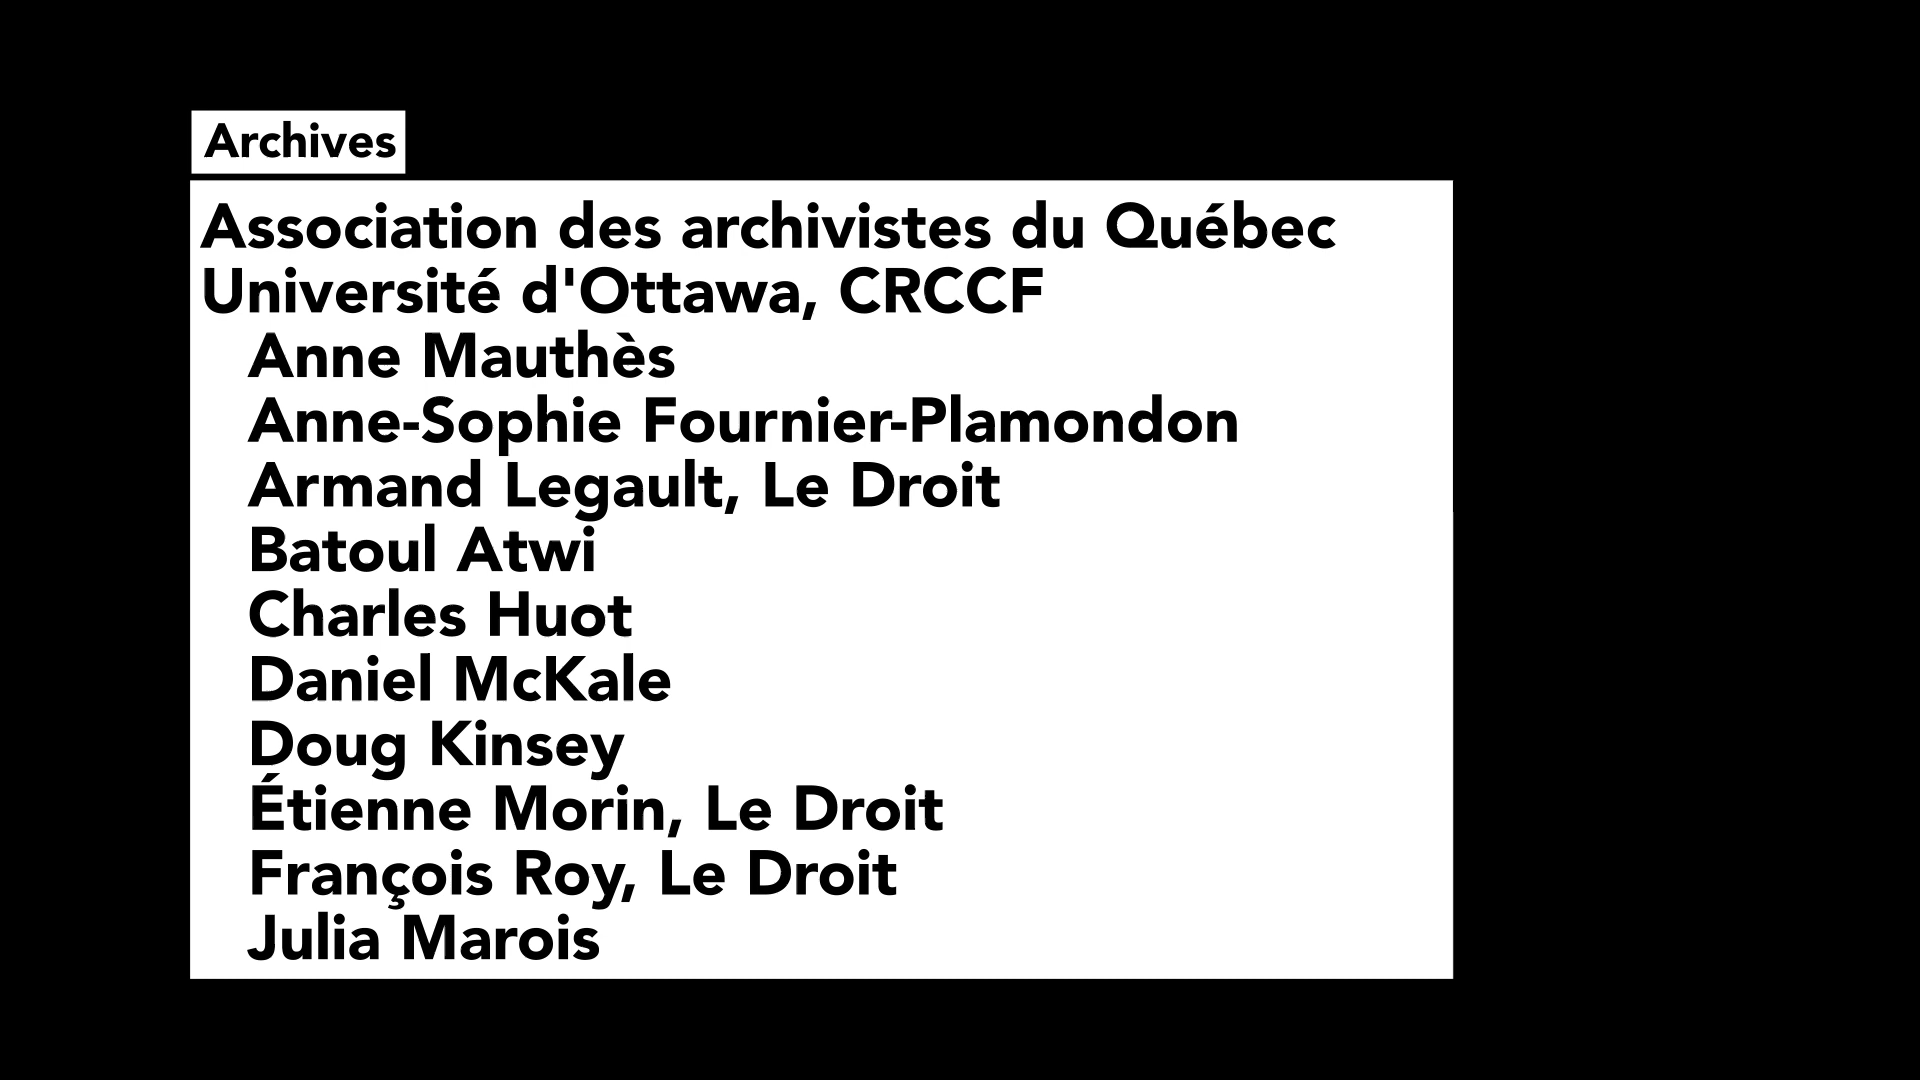 Archives
Association des archivistes du Québec
Université d'Ottawa, CRCCF
Anne Mauthès
Anne-Sophie Fournier-Plamondon
Armand Legault, Le Droit
Batoul Atwi
Charles Huot
Daniel McKale
Doug Kinsey
Étienne Morin, Le Droit
François Roy, Le Droit
Julia Marois